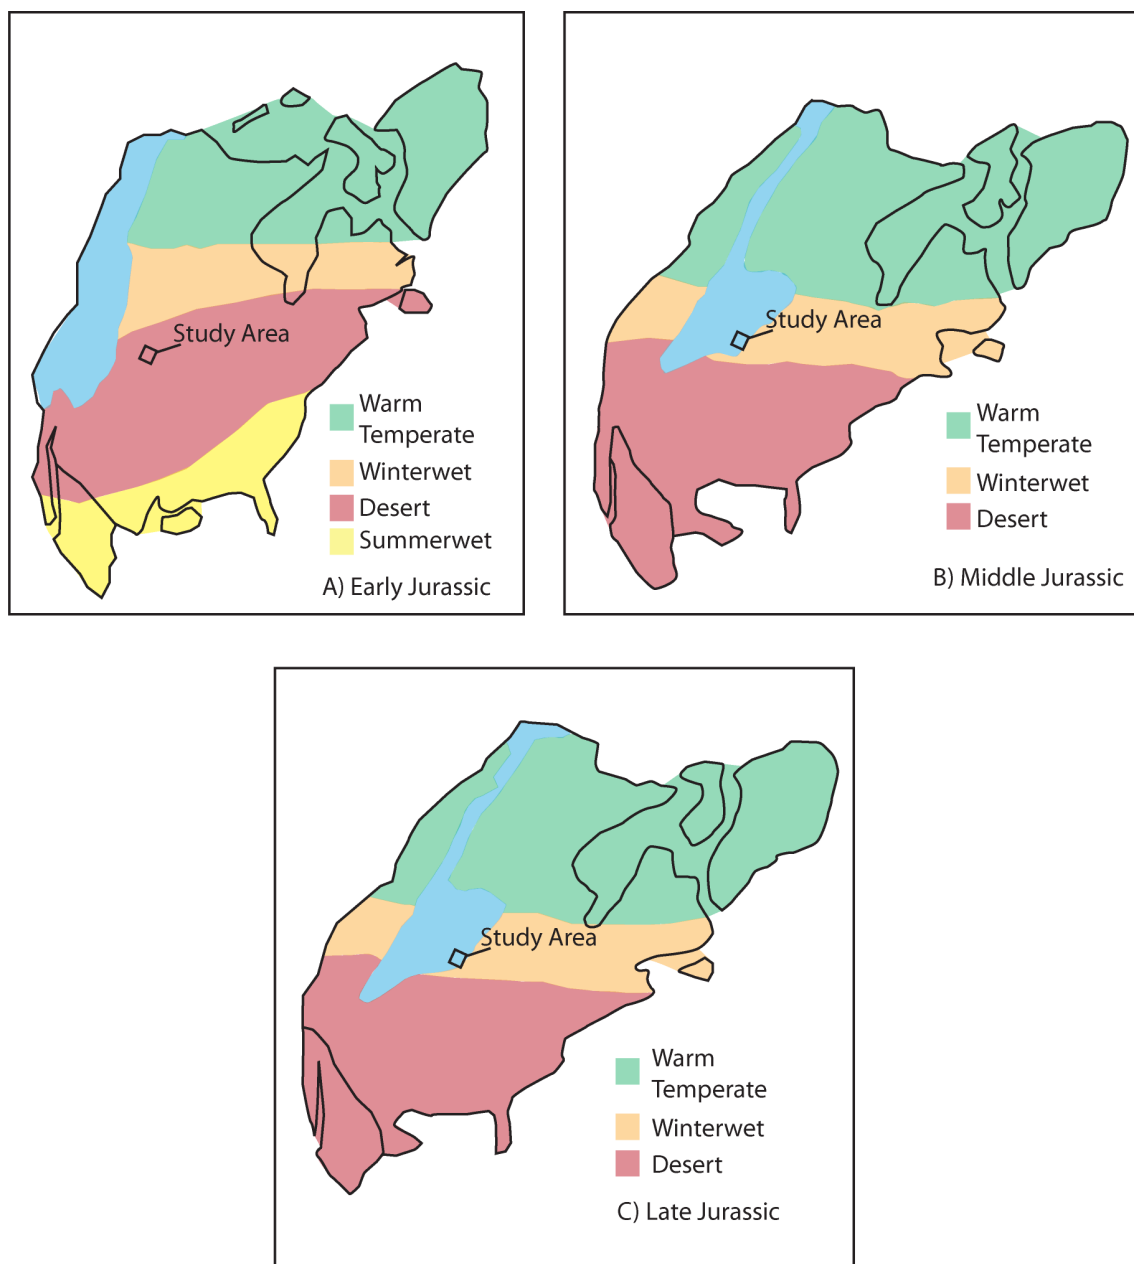 Study Area
Warm
Temperate
Winterwet
Desert
Summerwet
A) Early Jurassic
Study Area
Warm
Temperate
Winterwet
Desert
B) Middle Jurassic
Study Area
Warm
Temperate
Winterwet
Desert
C) Late Jurassic